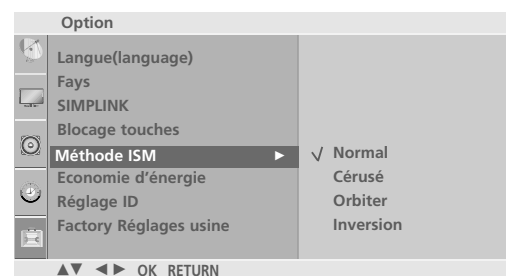 Option
Langue(language)
Fays
SIMPLINK
Blocage touches
Méthode ISM ► √ Normal
Economie d’énergie Cérusé
Réglage ID Orbiter
Factory Réglages usine Inversion
▲▼ ◄ ► OK RETURN